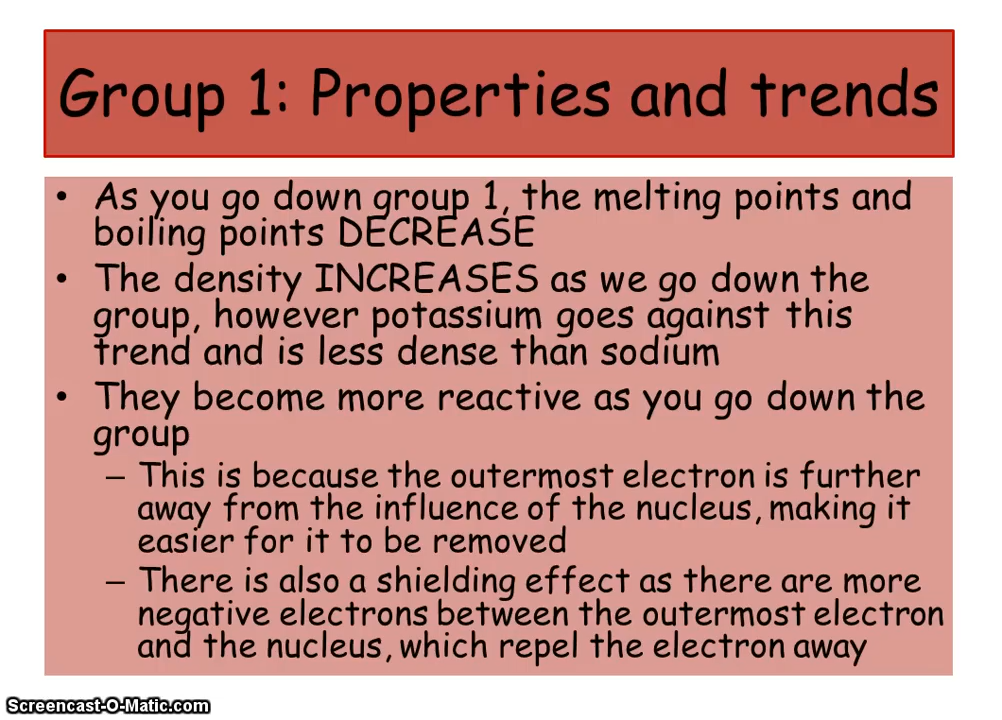 Group 1: Properties and trends
• As you go down group 1, the melting points and
boiling points DECREASE
• The density INCREASES as we go down the
group, however potassium goes against this
trend and is less dense than sodium
• They become more reactive as you go down the
group
– This is because the outermost electron is further
away from the influence of the nucleus, making it
easier for it to be removed
– There is also a shielding effect as there are more
negative electrons between the outermost electron
and the nucleus, which repel the electron away
Screencast-O-Matic.com